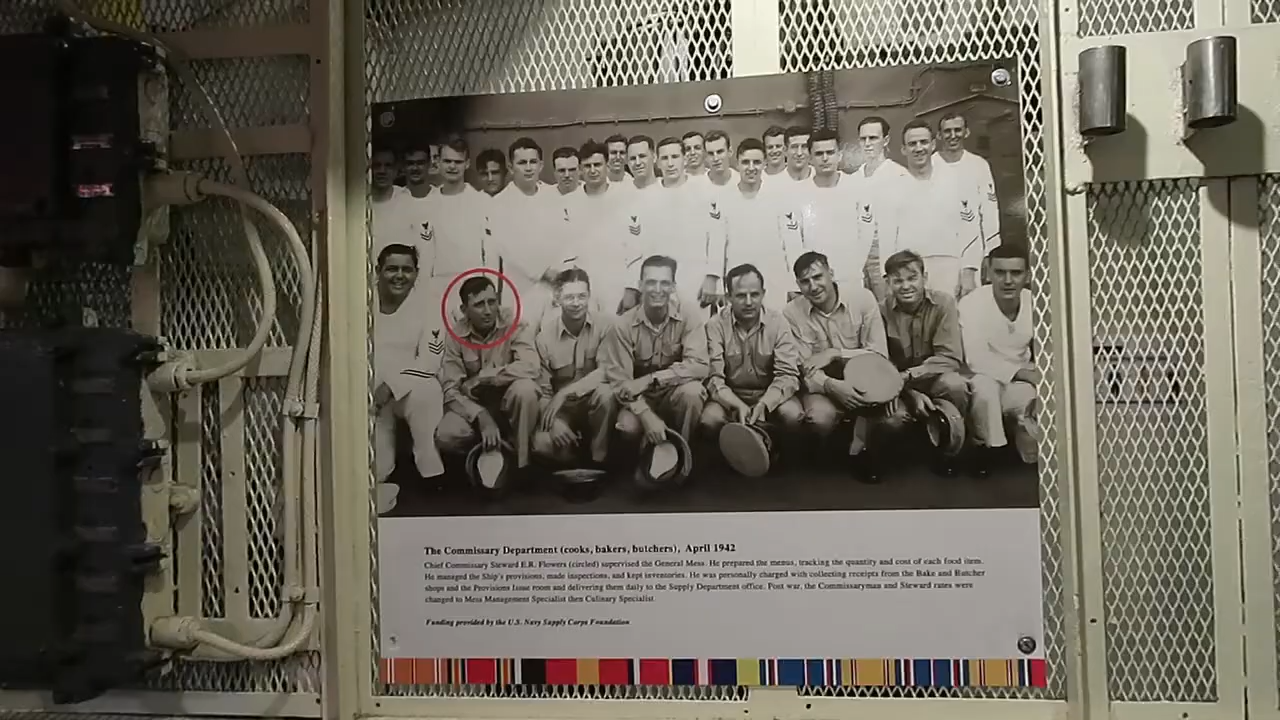 The Commissary Department (cooks, bakers, butchers), April 1942
Chief Commissary Steward E.R. Flowers (circled) supervised the General Mess. He prepared the menus, tracking the quantity and cost of each food item.
He managed the Ship's provisions, made inspections, and kept inventories. He was personally charged with collecting receipts from the Bake and Butcher
shops and the Provisions Issue room and delivering them daily to the Supply Department office. Post war, the Commissaryman and Steward rates were
changed to Mess Management Specialist then Culinary Specialist.
Funding provided by the U.S. Navy Supply Corps Foundation